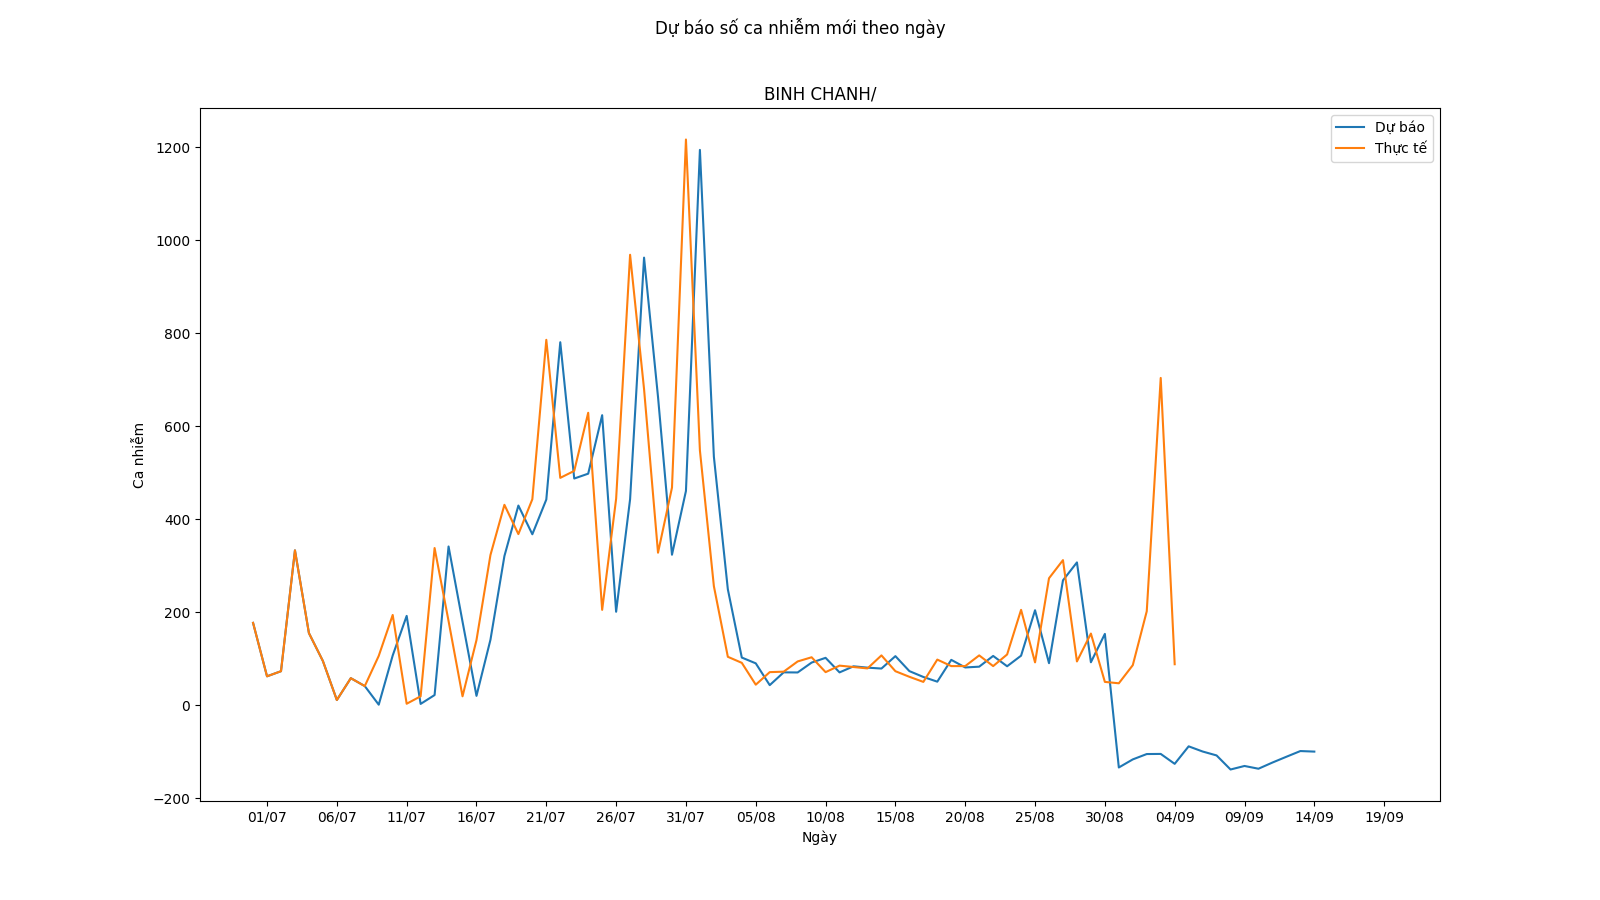 Dự báo số ca nhiễm mới theo ngày
BINH CHANH/
Dự báo
Thực tế
1200
1000
800
600
400
200
0
−200
Ca nhiễm
01/07 06/07 11/07 16/07 21/07 26/07 31/07 05/08 10/08 15/08 20/08 25/08 30/08 04/09 09/09 14/09 19/09
Ngày